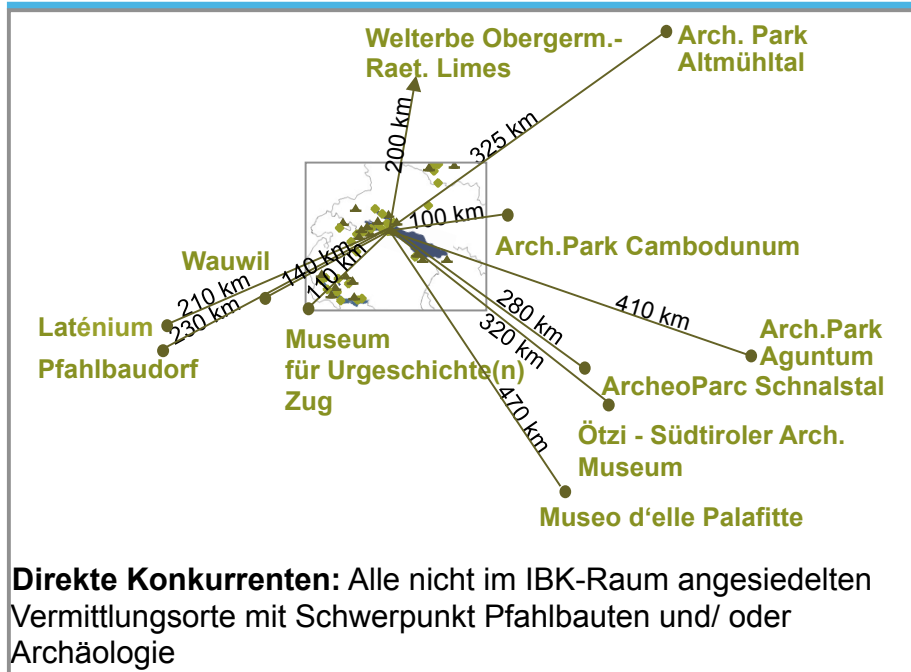 Welterbe Obergerm.-
Raet. Limes
Arch. Park
Altmühltal
200 km
325 km
100 km
Arch.Park Cambodunum
Wauwil
140 km
110 km
210 km
230 km
Laténium
Pfahlbaudorf
Museum
für Urgeschichte(n)
Zug
280 km
320 km
410 km
470 km
Arch.Park
Aguntum
ArcheoParc Schnalstal
Ötzi - Südtiroler Arch.
Museum
Museo d‘elle Palafitte
Direkte Konkurrenten: Alle nicht im IBK-Raum angesiedelten
Vermittlungsorte mit Schwerpunkt Pfahlbauten und/ oder
Archäologie